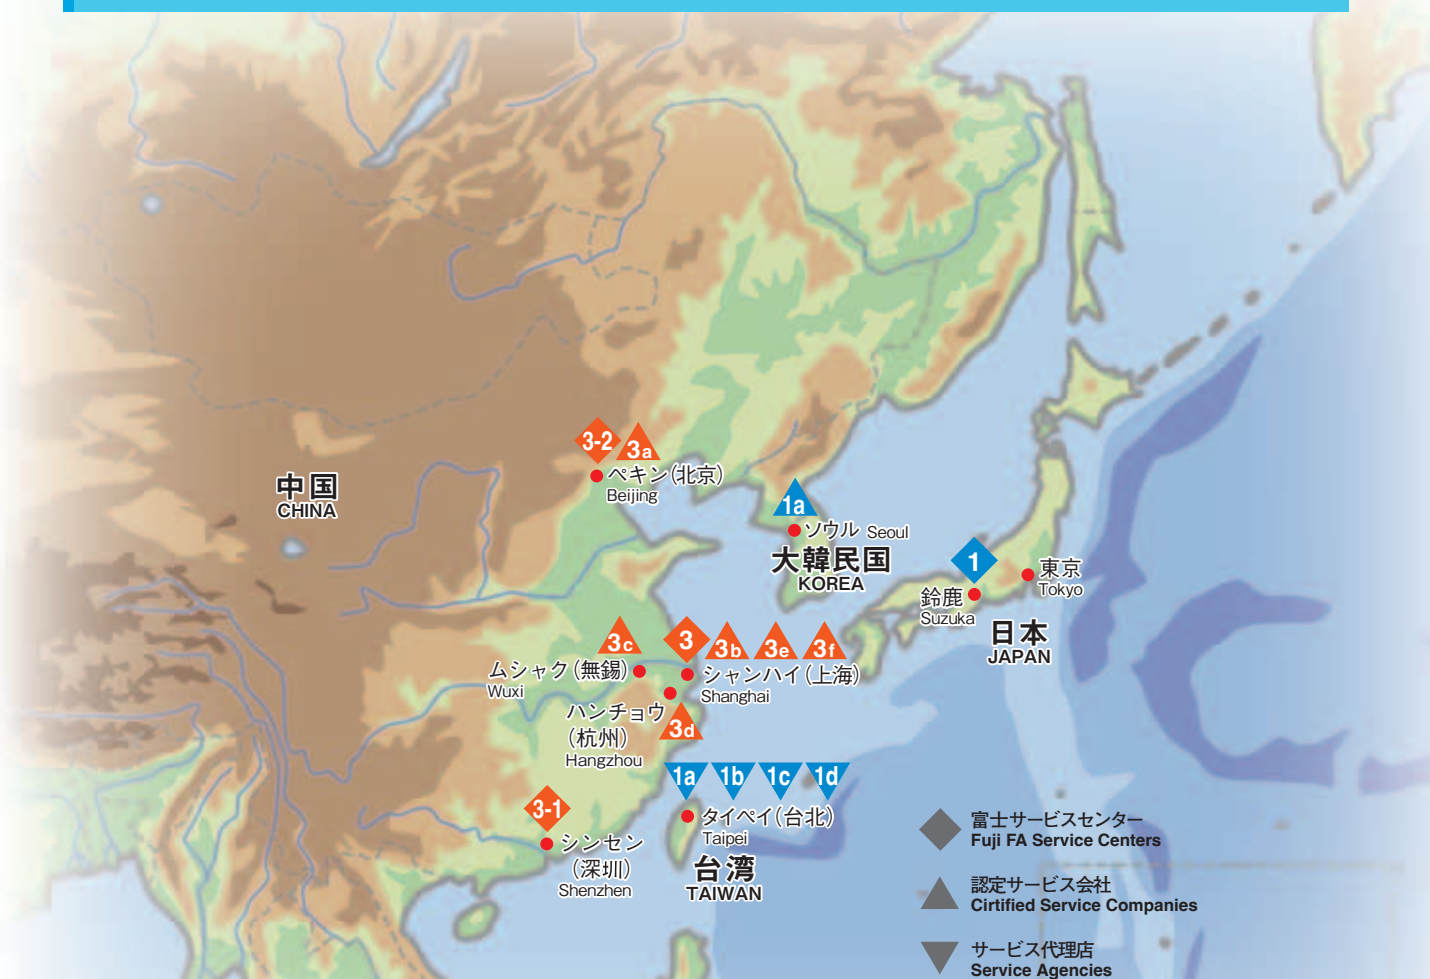 3-2
3a
ペキン(北京)
Beijing
中国
CHINA
1a
ソウル Seoul
大韓民国
KOREA
1
東京
Tokyo
鈴鹿
Suzuka
日本
JAPAN
3c
3
3b
3e
3f
ムシャク(無錫)
Wuxi
シャンハイ(上海)
Shanghai
ハンチョウ
(杭州)
Hangzhou
3d
1a
1b
1c
1d
タイペイ(台北)
Taipei
台湾
TAIWAN
3-1
シンセン
(深圳)
Shenzhen
富士サービスセンター
Fuji FA Service Centers
認定サービス会社
Cirtified Service Companies
サービス代理店
Service Agencies